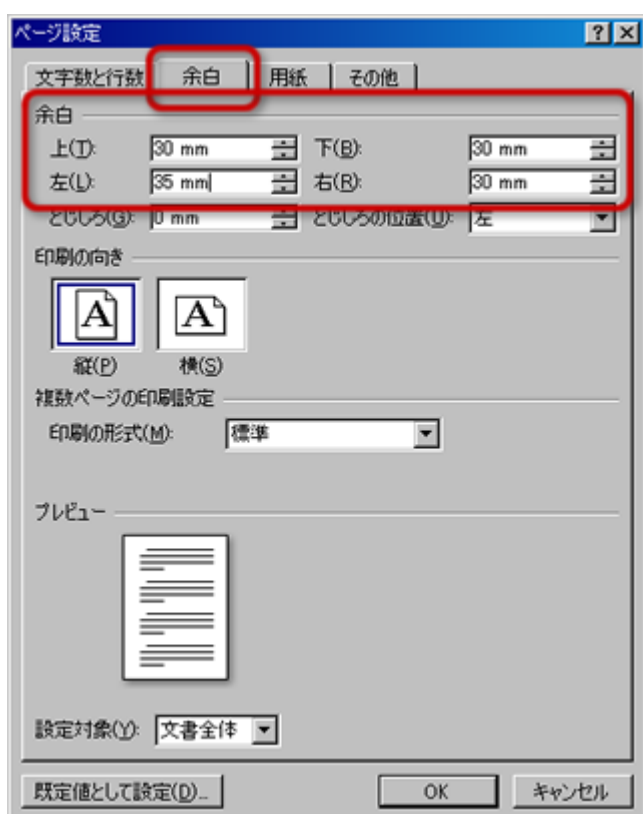 ページ設定
文字数と行数 余白 用紙 その他
余白
上(T): 30 mm 下(B): 30 mm
左(L): 35 mm 右(R): 30 mm
とじしろ(G): 0 mm とじしろの位置(U): 左
印刷の向き
A A
縦(P) 横(S)
複数ページの印刷設定
印刷の形式(M): 標準
プレビュー
設定対象(Y): 文書全体
既定値として設定(D)... OK キャンセル